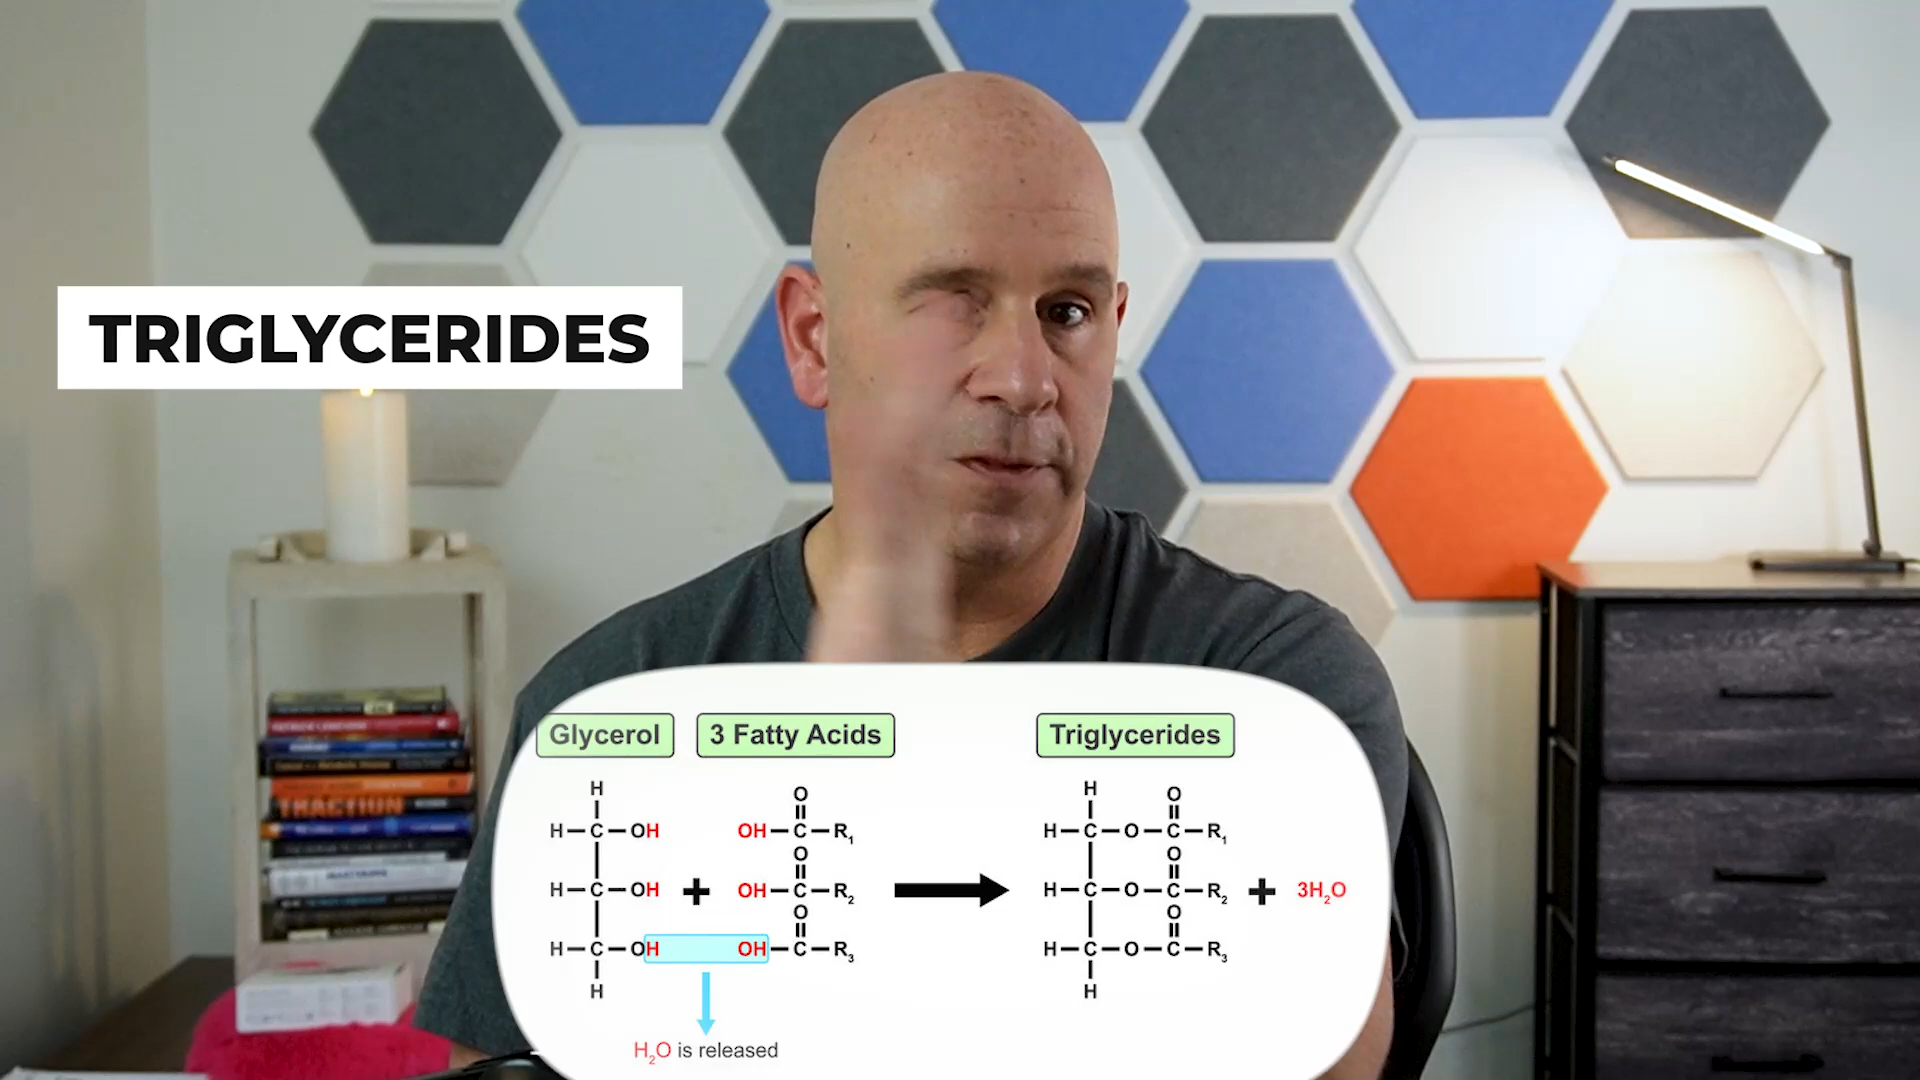 TRIGLYCERIDES
Glycerol 3 Fatty Acids Triglycerides
H H
O O
H–C–OH OH–C–R₁ H–C–O–C–R₁
O O
H–C–OH + OH–C–R₂ H–C–O–C–R₂ + 3H₂O
O O
H–C–OH OH–C–R₃ H–C–O–C–R₃
H H
H₂O is released
TRACTION